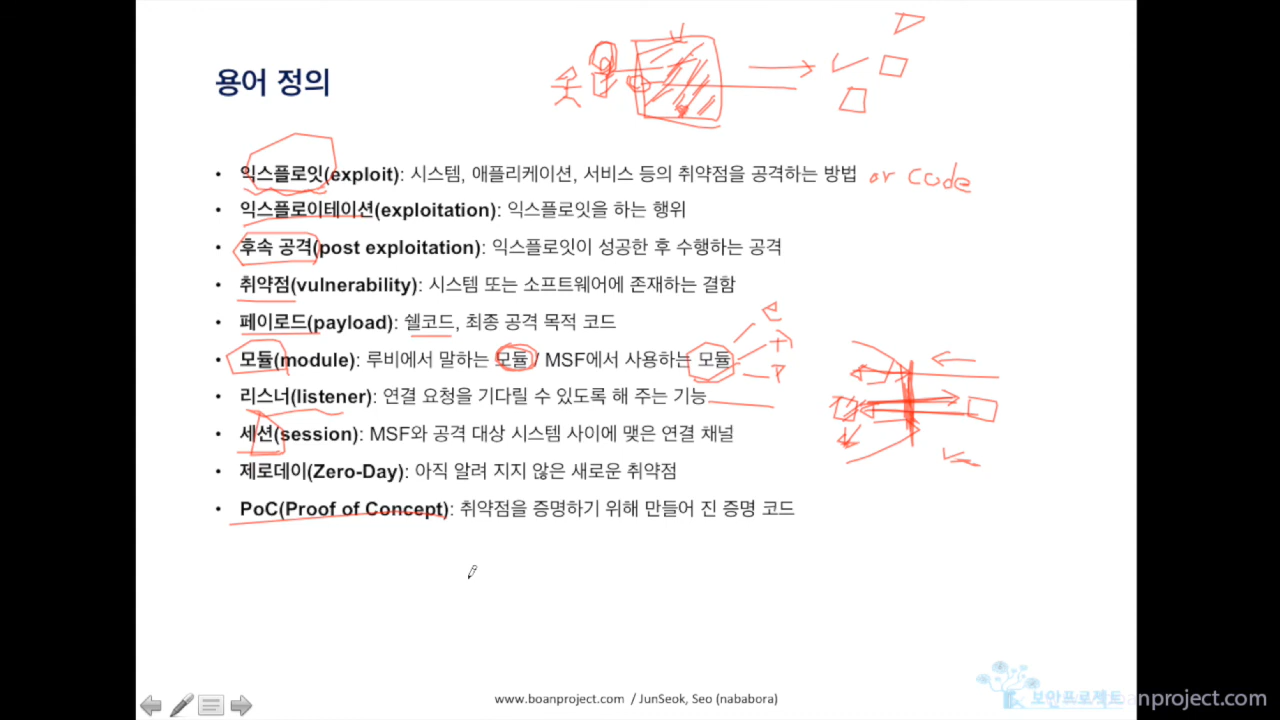 용어 정의
• 익스플로잇(exploit): 시스템, 애플리케이션, 서비스 등의 취약점을 공격하는 방법 or code
• 익스플로이테이션(exploitation): 익스플로잇을 하는 행위
• 후속 공격(post exploitation): 익스플로잇이 성공한 후 수행하는 공격
• 취약점(vulnerability): 시스템 또는 소프트웨어에 존재하는 결함
e
• 페이로드(payload): 쉘코드, 최종 공격 목적 코드
• 모듈(module): 루비에서 말하는 모듈 / MSF에서 사용하는 모듈
P
• 리스너(listener): 연결 요청을 기다릴 수 있도록 해 주는 기능
• 세션(session): MSF와 공격 대상 시스템 사이에 맺은 연결 채널
• 제로데이(Zero-Day): 아직 알려 지지 않은 새로운 취약점
• PoC(Proof of Concept): 취약점을 증명하기 위해 만들어 진 증명 코드
www.boanproject.com / JunSeok, Seo (nababora)
보안프로젝트
anproject.com